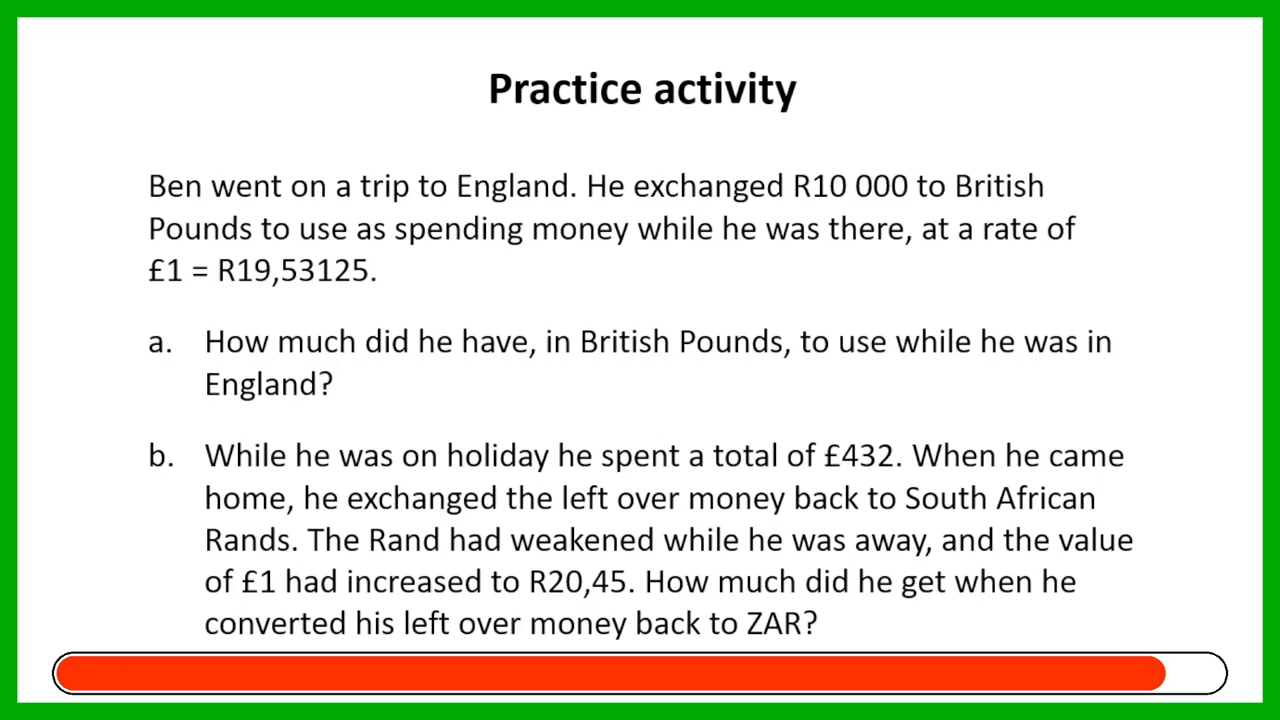 Practice activity
Ben went on a trip to England. He exchanged R10 000 to British
Pounds to use as spending money while he was there, at a rate of
£1 = R19,53125.
a. How much did he have, in British Pounds, to use while he was in
England?
b. While he was on holiday he spent a total of £432. When he came
home, he exchanged the left over money back to South African
Rands. The Rand had weakened while he was away, and the value
of £1 had increased to R20,45. How much did he get when he
converted his left over money back to ZAR?